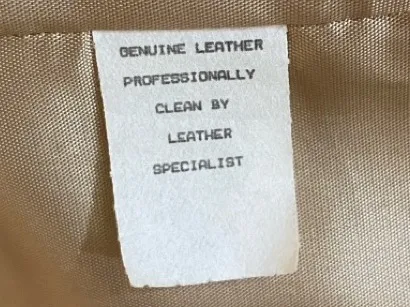 GENUINE LEATHER
PROFESSIONALLY
CLEAN BY
LEATHER
SPECIALIST